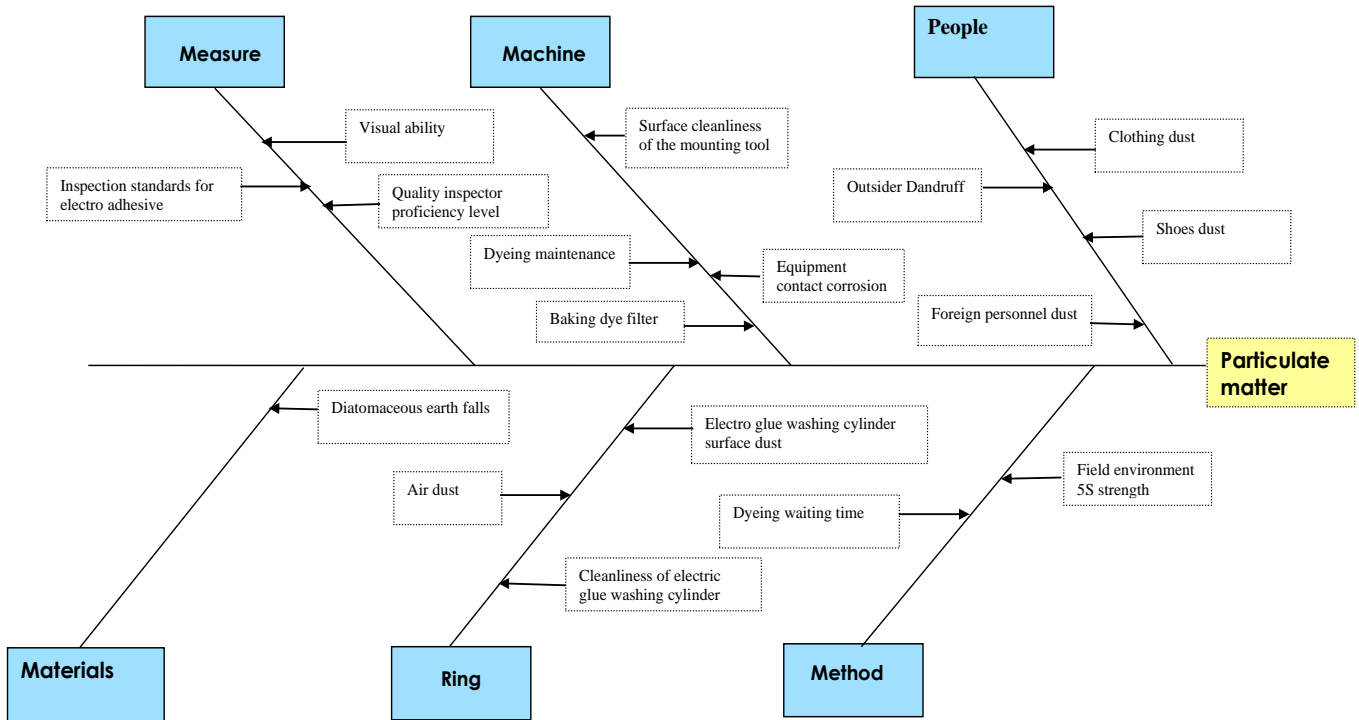 Measure
Machine
People
Visual ability
Surface cleanliness
of the mounting tool
Clothing dust
Inspection standards for
electro adhesive
Quality inspector
proficiency level
Outsider Dandruff
Shoes dust
Dyeing maintenance
Equipment
contact corrosion
Baking dye filter
Foreign personnel dust
Particulate
matter
Diatomaceous earth falls
Electro glue washing cylinder
surface dust
Air dust
Field environment
5S strength
Dyeing waiting time
Cleanliness of electric
glue washing cylinder
Materials
Ring
Method